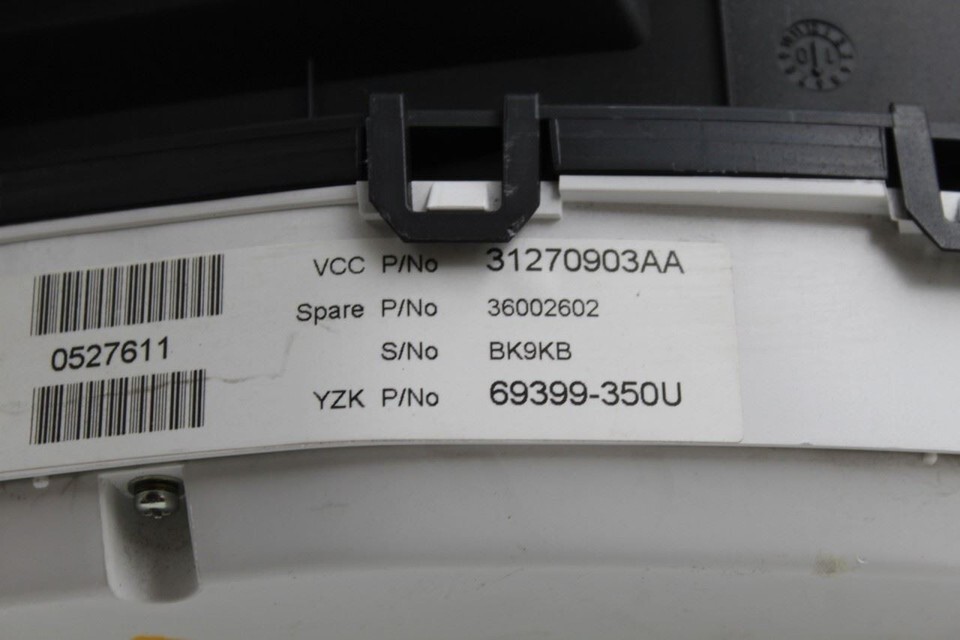 VCC P/No 31270903AA
Spare P/No 36002602
S/No BK9KB
YZK P/No 69399-350U
0527611